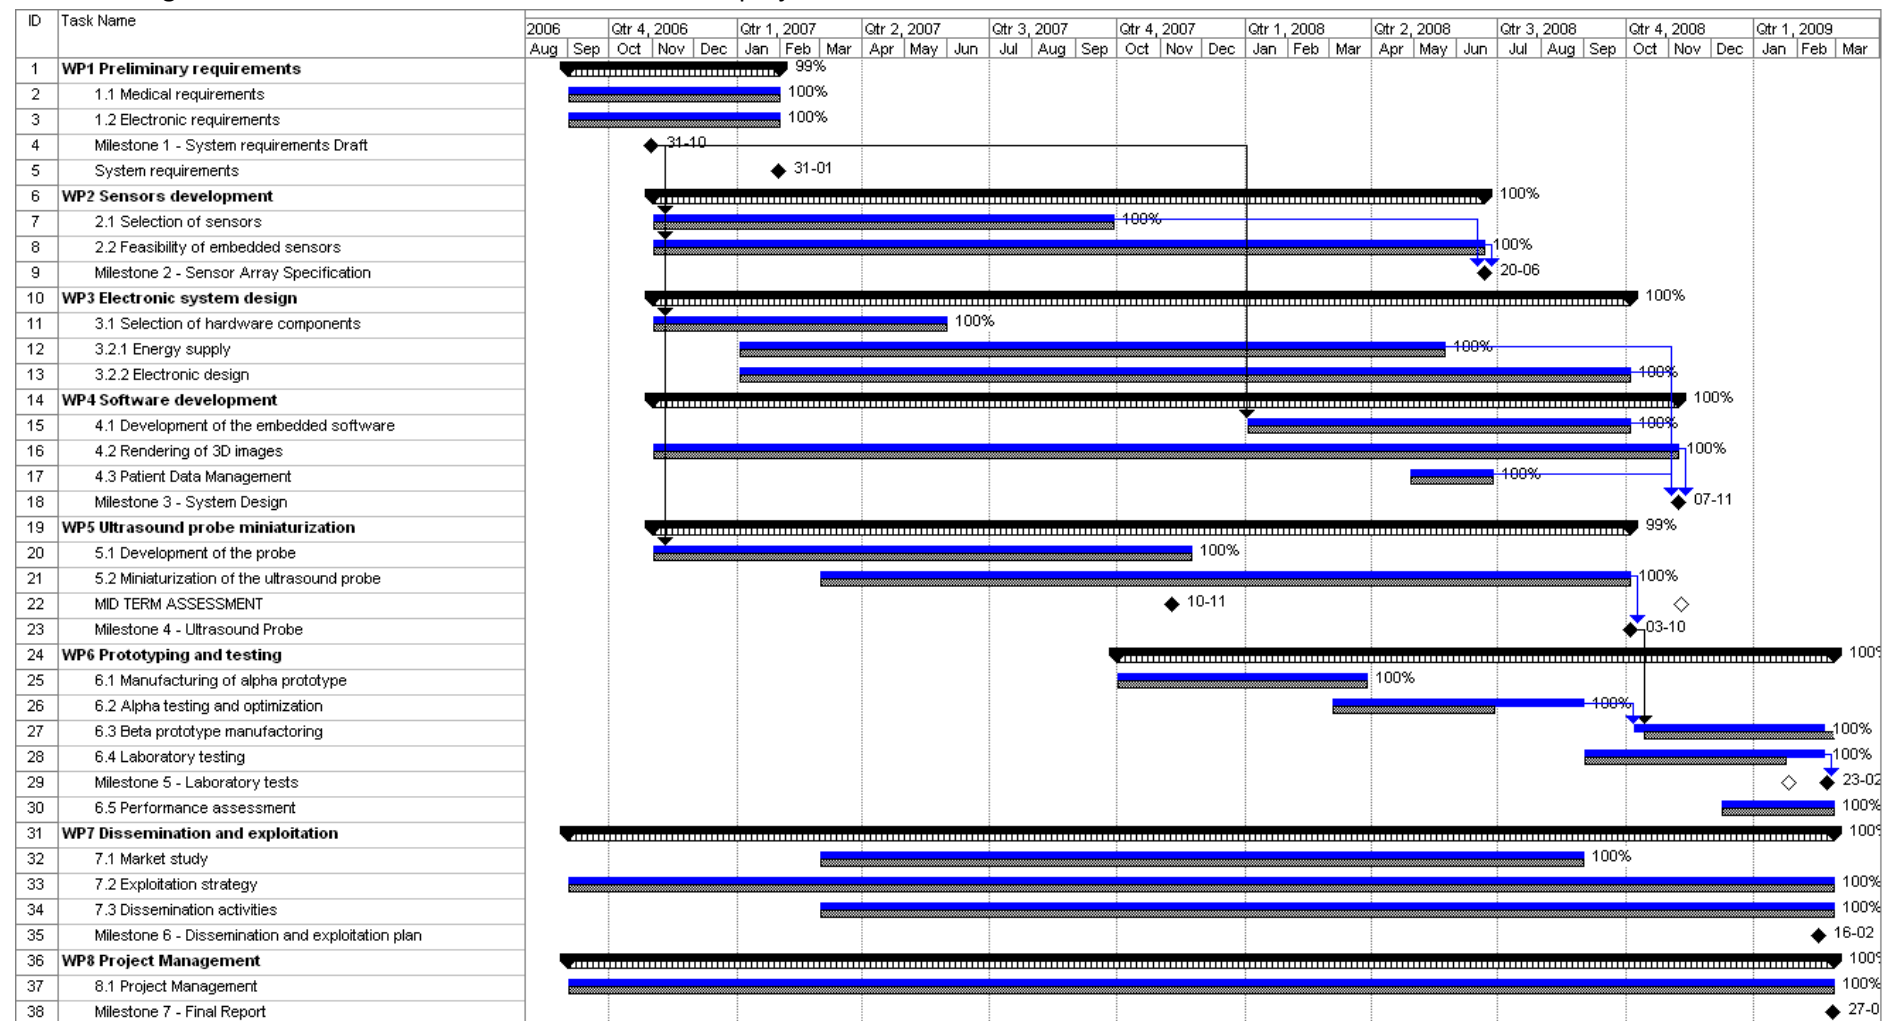 ID Task Name 2006 Qtr 4, 2006 Qtr 1, 2007 Qtr 2, 2007 Qtr 3, 2007 Qtr 4, 2007 Qtr 1, 2008 Qtr 2, 2008 Qtr 3, 2008 Qtr 4, 2008 Qtr 1, 2009
Aug Sep Oct Nov Dec Jan Feb Mar Apr May Jun Jul Aug Sep Oct Nov Dec Jan Feb Mar Apr May Jun Jul Aug Sep Oct Nov Dec Jan Feb Mar
1 WP1 Preliminary requirements 99%
2 1.1 Medical requirements 100%
3 1.2 Electronic requirements 100%
4 Milestone 1 - System requirements Draft 31-10
5 System requirements 31-01
6 WP2 Sensors development 100%
7 2.1 Selection of sensors 100%
8 2.2 Feasibility of embedded sensors 100%
9 Milestone 2 - Sensor Array Specification 20-06
10 WP3 Electronic system design 100%
11 3.1 Selection of hardware components 100%
12 3.2.1 Energy supply 100%
13 3.2.2 Electronic design 100%
14 WP4 Software development 100%
15 4.1 Development of the embedded software 100%
16 4.2 Rendering of 3D images 100%
17 4.3 Patient Data Management 100%
18 Milestone 3 - System Design 07-11
19 WP5 Ultrasound probe miniaturization 99%
20 5.1 Development of the probe 100%
21 5.2 Miniaturization of the ultrasound probe 100%
22 MID TERM ASSESSMENT 10-11
23 Milestone 4 - Ultrasound Probe 03-10
24 WP6 Prototyping and testing 100%
25 6.1 Manufacturing of alpha prototype 100%
26 6.2 Alpha testing and optimization 100%
27 6.3 Beta prototype manufactoring 100%
28 6.4 Laboratory testing 100%
29 Milestone 5 - Laboratory tests 23-02
30 6.5 Performance assessment 100%
31 WP7 Dissemination and exploitation 100%
32 7.1 Market study 100%
33 7.2 Exploitation strategy 100%
34 7.3 Dissemination activities 100%
35 Milestone 6 - Dissemination and exploitation plan 16-02
36 WP8 Project Management 100%
37 8.1 Project Management 100%
38 Milestone 7 - Final Report 27-0